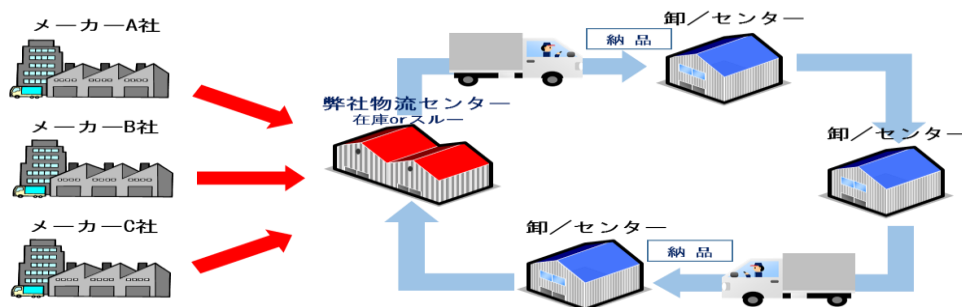 メーカーA社
メーカーB社
メーカーC社
弊社物流センター
在庫orスルー
納 品
卸／センター
卸／センター
卸／センター
納 品